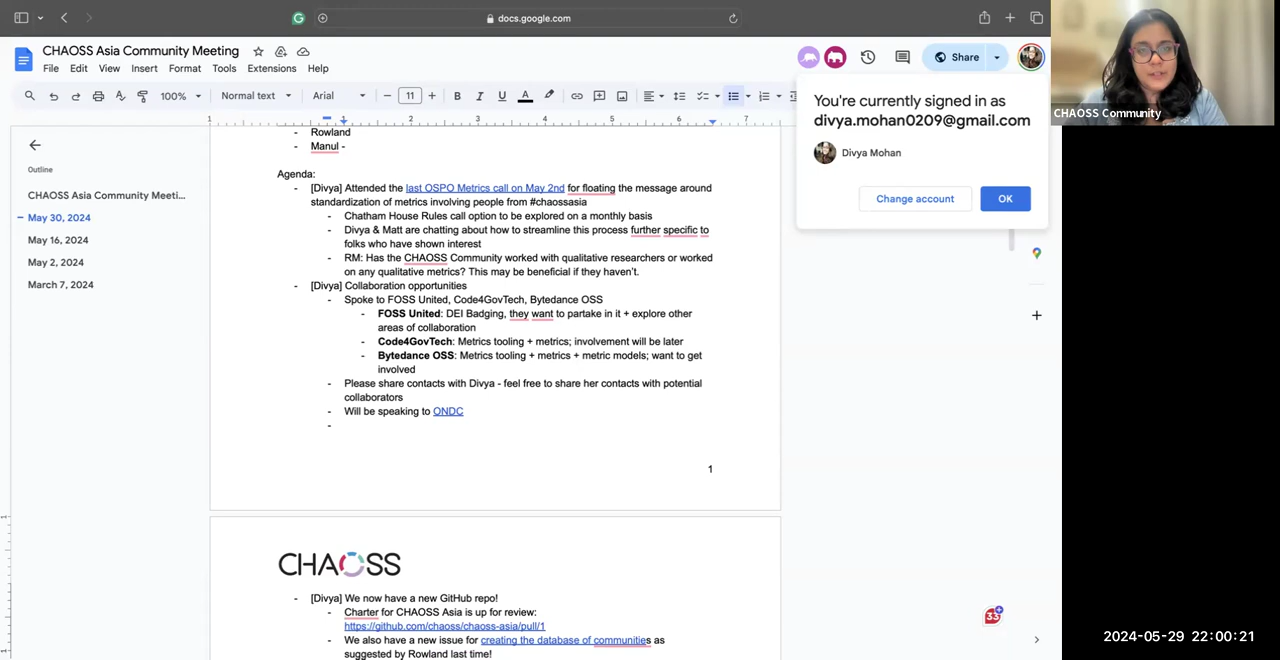 docs.google.com
CHAOSS Asia Community Meeting
File Edit View Insert Format Tools Extensions Help
Share
100% Normal text Arial 11 B I U A
1 1 2 3 4 5 6 7
You're currently signed in as
divya.mohan0209@gmail.com
Divya Mohan
Change account OK
CHAOSS Community
Outline
CHAOSS Asia Community Meeti...
May 30, 2024
May 16, 2024
May 2, 2024
March 7, 2024
- Rowland
- Manul -
Agenda:
- [Divya] Attended the last OSPO Metrics call on May 2nd for floating the message around
standardization of metrics involving people from #chaossasia
- Chatham House Rules call option to be explored on a monthly basis
- Divya & Matt are chatting about how to streamline this process further specific to
folks who have shown interest
- RM: Has the CHAOSS Community worked with qualitative researchers or worked
on any qualitative metrics? This may be beneficial if they haven't.
- [Divya] Collaboration opportunities
- Spoke to FOSS United, Code4GovTech, Bytedance OSS
- FOSS United: DEI Badging, they want to partake in it + explore other
areas of collaboration
- Code4GovTech: Metrics tooling + metrics; involvement will be later
- Bytedance OSS: Metrics tooling + metrics + metric models; want to get
involved
- Please share contacts with Divya - feel free to share her contacts with potential
collaborators
- Will be speaking to ONDC
-
1
CHAOSS
- [Divya] We now have a new GitHub repo!
- Charter for CHAOSS Asia is up for review:
https://github.com/chaoss/chaoss-asia/pull/1
- We also have a new issue for creating the database of communities as
suggested by Rowland last time!
33
2024-05-29 22:00:21